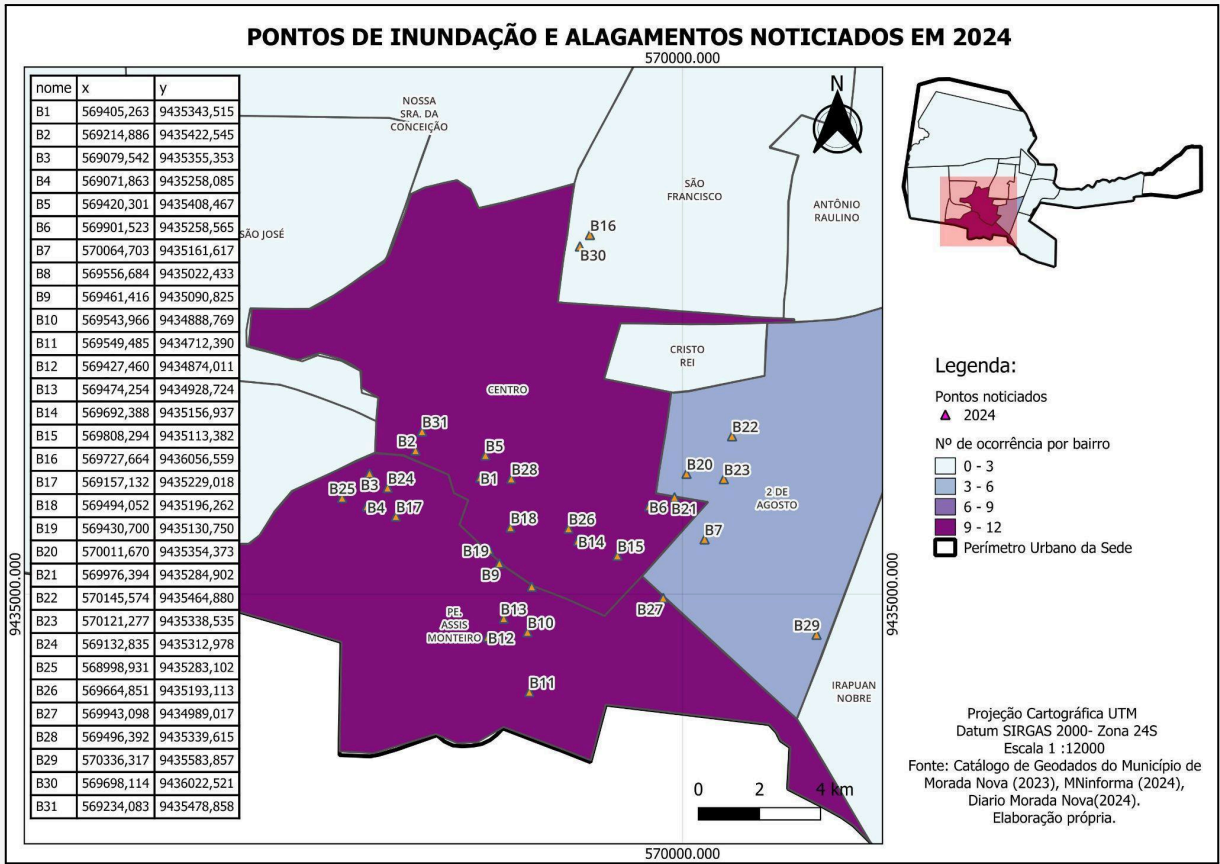 PONTOS DE INUNDAÇÃO E ALAGAMENTOS NOTICIADOS EM 2024
570000.000
nome x y
B1 569405,263 9435343,515
B2 569214,886 9435422,545
B3 569079,542 9435355,353
B4 569071,863 9435258,085
B5 569420,301 9435408,467
B6 569901,523 9435258,565
B7 570064,703 9435161,617
B8 569556,684 9435022,433
B9 569461,416 9435090,825
B10 569543,966 9434888,769
B11 569549,485 9434712,390
B12 569427,460 9434874,011
B13 569474,254 9434928,724
B14 569692,388 9435156,937
B15 569808,294 9435113,382
B16 569727,664 9436056,559
B17 569157,132 9435229,018
B18 569494,052 9435196,262
B19 569430,700 9435130,750
B20 570011,670 9435354,373
B21 569976,394 9435284,902
B22 570145,574 9435464,880
B23 570121,277 9435338,535
B24 569132,835 9435312,978
B25 568998,931 9435283,102
B26 569664,851 9435193,113
B27 569943,098 9434989,017
B28 569496,392 9435339,615
B29 570336,317 9435583,857
B30 569698,114 9436022,521
B31 569234,083 9435478,858
9435000.000
NOSSA
SRA. DA
CONCEIÇÃO
N
SÃO
FRANCISCO
ANTÔNIO
RAULINO
SÃO JOSÉ
B16
B30
CRISTO
REI
CENTRO
B31
B2
B5
B22
B3
B24
B1
B28
B20
B23
B25
B4
B17
B6
B21
2 DE
AGOSTO
B18
B26
B14
B15
B7
B19
B9
B13
B10
B12
PE.
ASSIS
MONTEIRO
B27
B29
B11
IRAPUAN
NOBRE
0 2 4 km
9435000.000
570000.000
Legenda:
Pontos noticiados
2024
Nº de ocorrência por bairro
0 - 3
3 - 6
6 - 9
9 - 12
Perímetro Urbano da Sede
Projeção Cartográfica UTM
Datum SIRGAS 2000- Zona 24S
Escala 1 :12000
Fonte: Catálogo de Geodados do Município de
Morada Nova (2023), MNinforma (2024),
Diario Morada Nova(2024).
Elaboração própria.